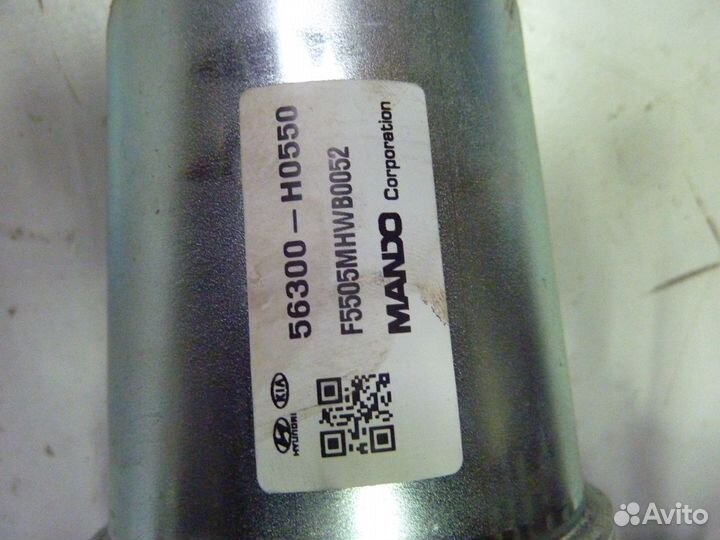 56300-H0550
F5505MHWB0052
MANDO Corporation
HYUNDAI
KIA
Avito